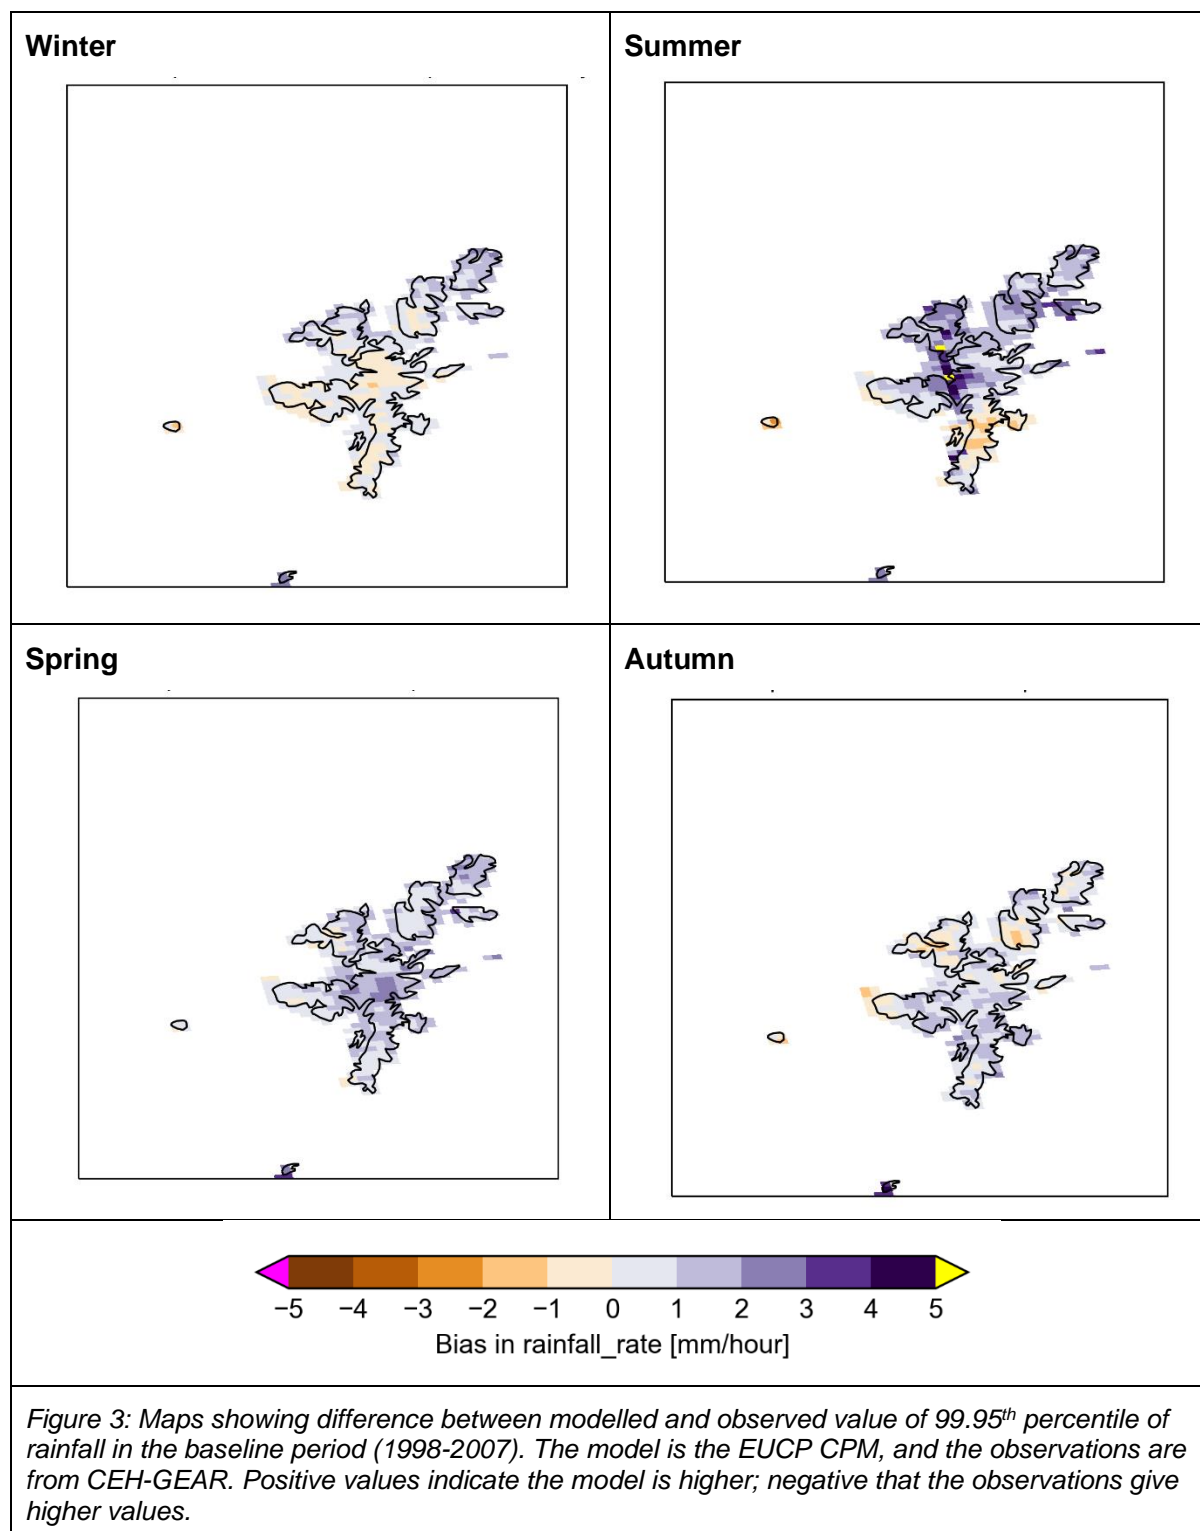 Winter
Summer
Spring
Autumn
−5 −4 −3 −2 −1 0 1 2 3 4 5
Bias in rainfall_rate [mm/hour]
Figure 3: Maps showing difference between modelled and observed value of 99.95th percentile of
rainfall in the baseline period (1998-2007). The model is the EUCP CPM, and the observations are
from CEH-GEAR. Positive values indicate the model is higher; negative that the observations give
higher values.